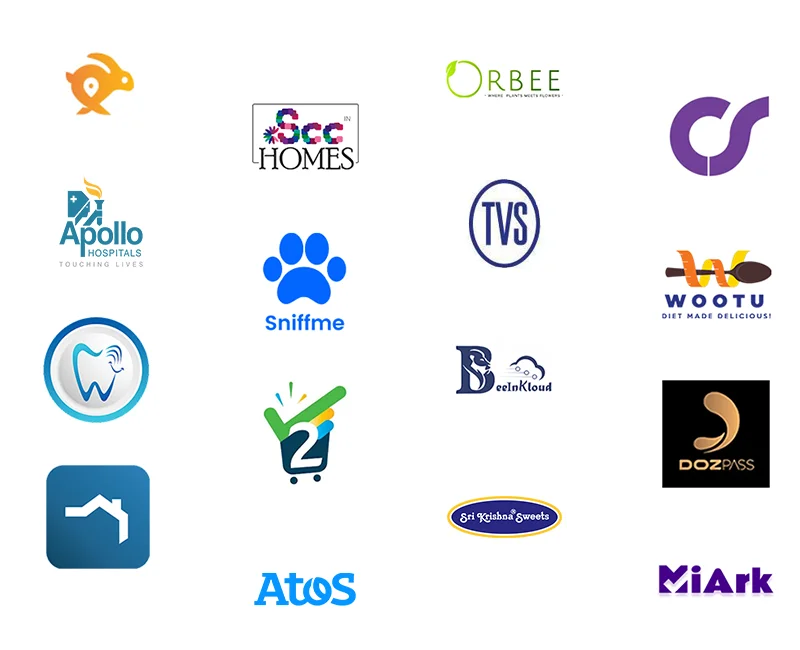 Apollo
HOSPITALS
TOUCHING LIVES
Scc IN
HOMES
Sniffme
2
AtoS
ORBEE
- WHERE PLANTS MEETS FLOWERS -
TVS
BeeInKloud
Sri Krishna® Sweets
CS
WOOTU
DIET MADE DELICIOUS!
DOZPASS
MiArk